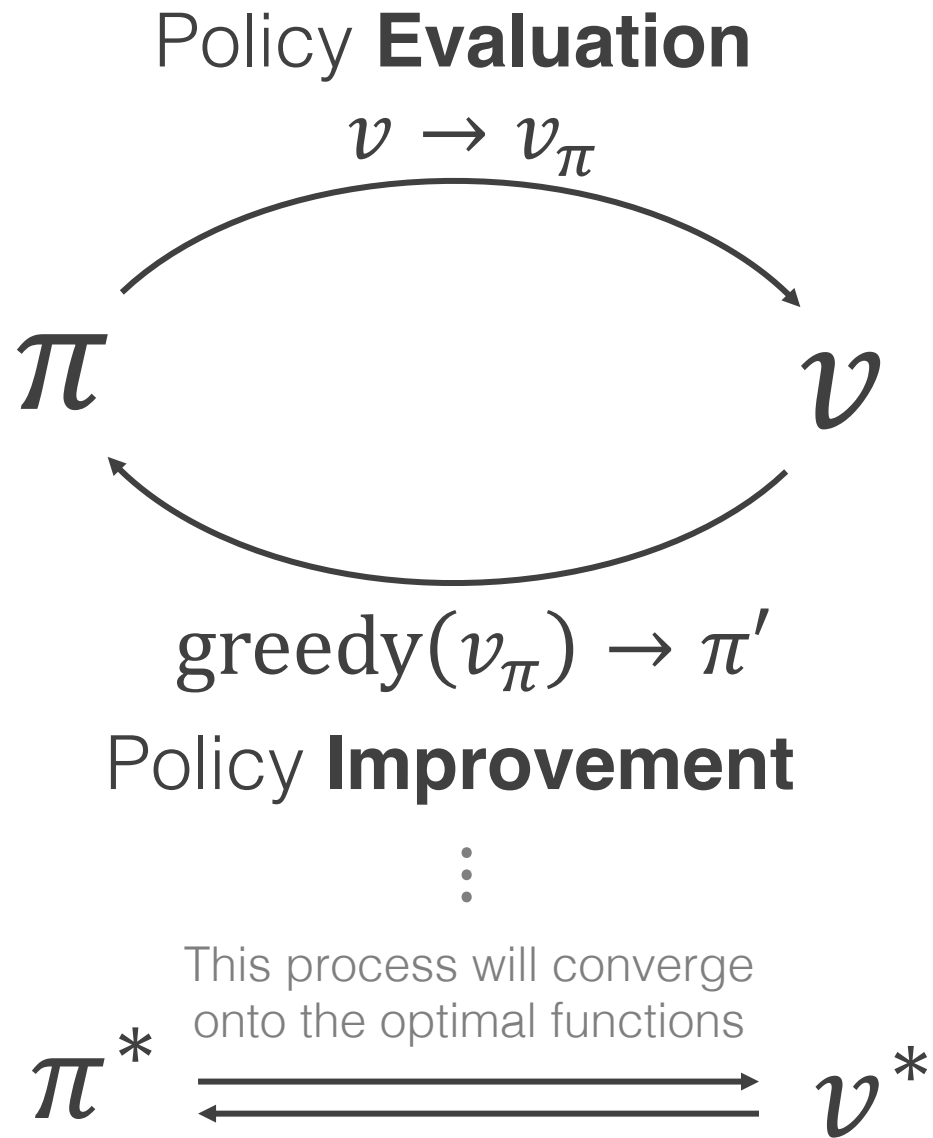 Policy Evaluation
v → v_π
π
v
greedy(v_π) → π′
Policy Improvement
⋮
This process will converge
onto the optimal functions
π*
v*